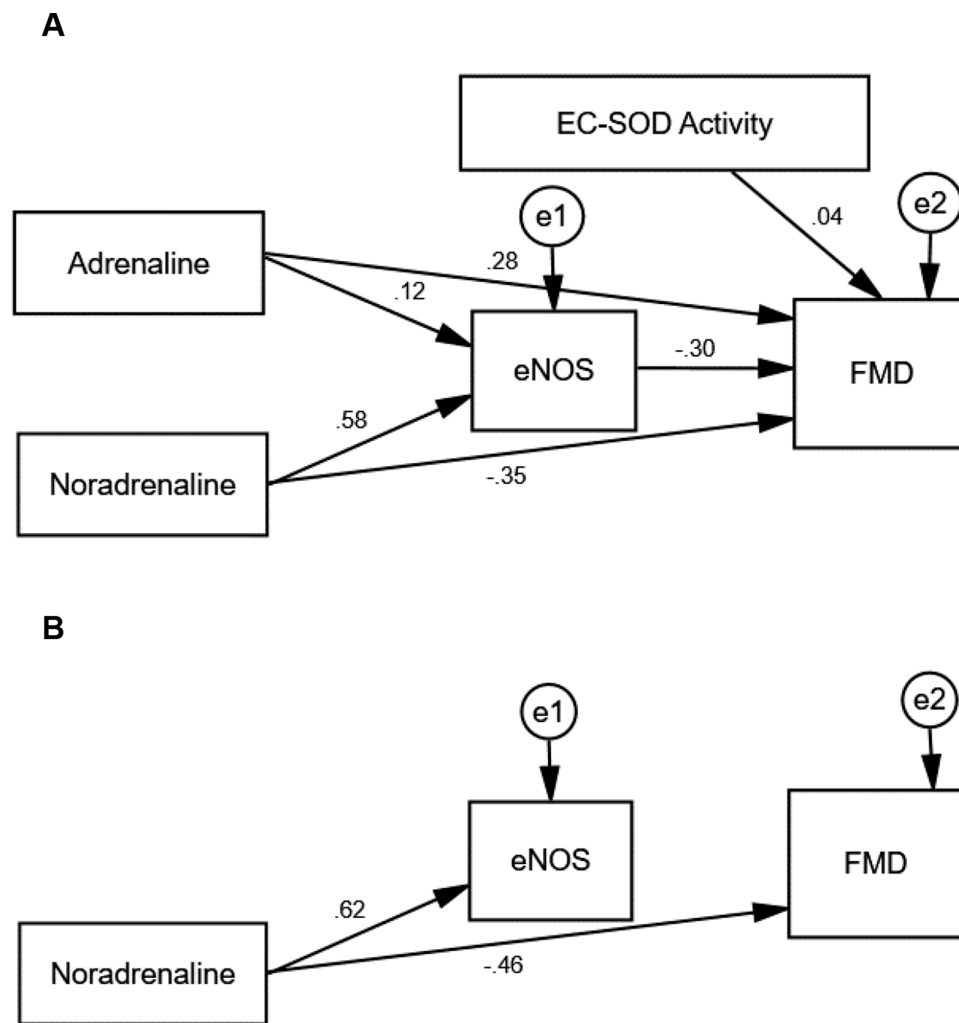 A
EC-SOD Activity
e1
e2
.04
Adrenaline
.28
.12
eNOS
-.30
FMD
.58
Noradrenaline
-.35
B
e1
e2
eNOS
FMD
.62
Noradrenaline
-.46